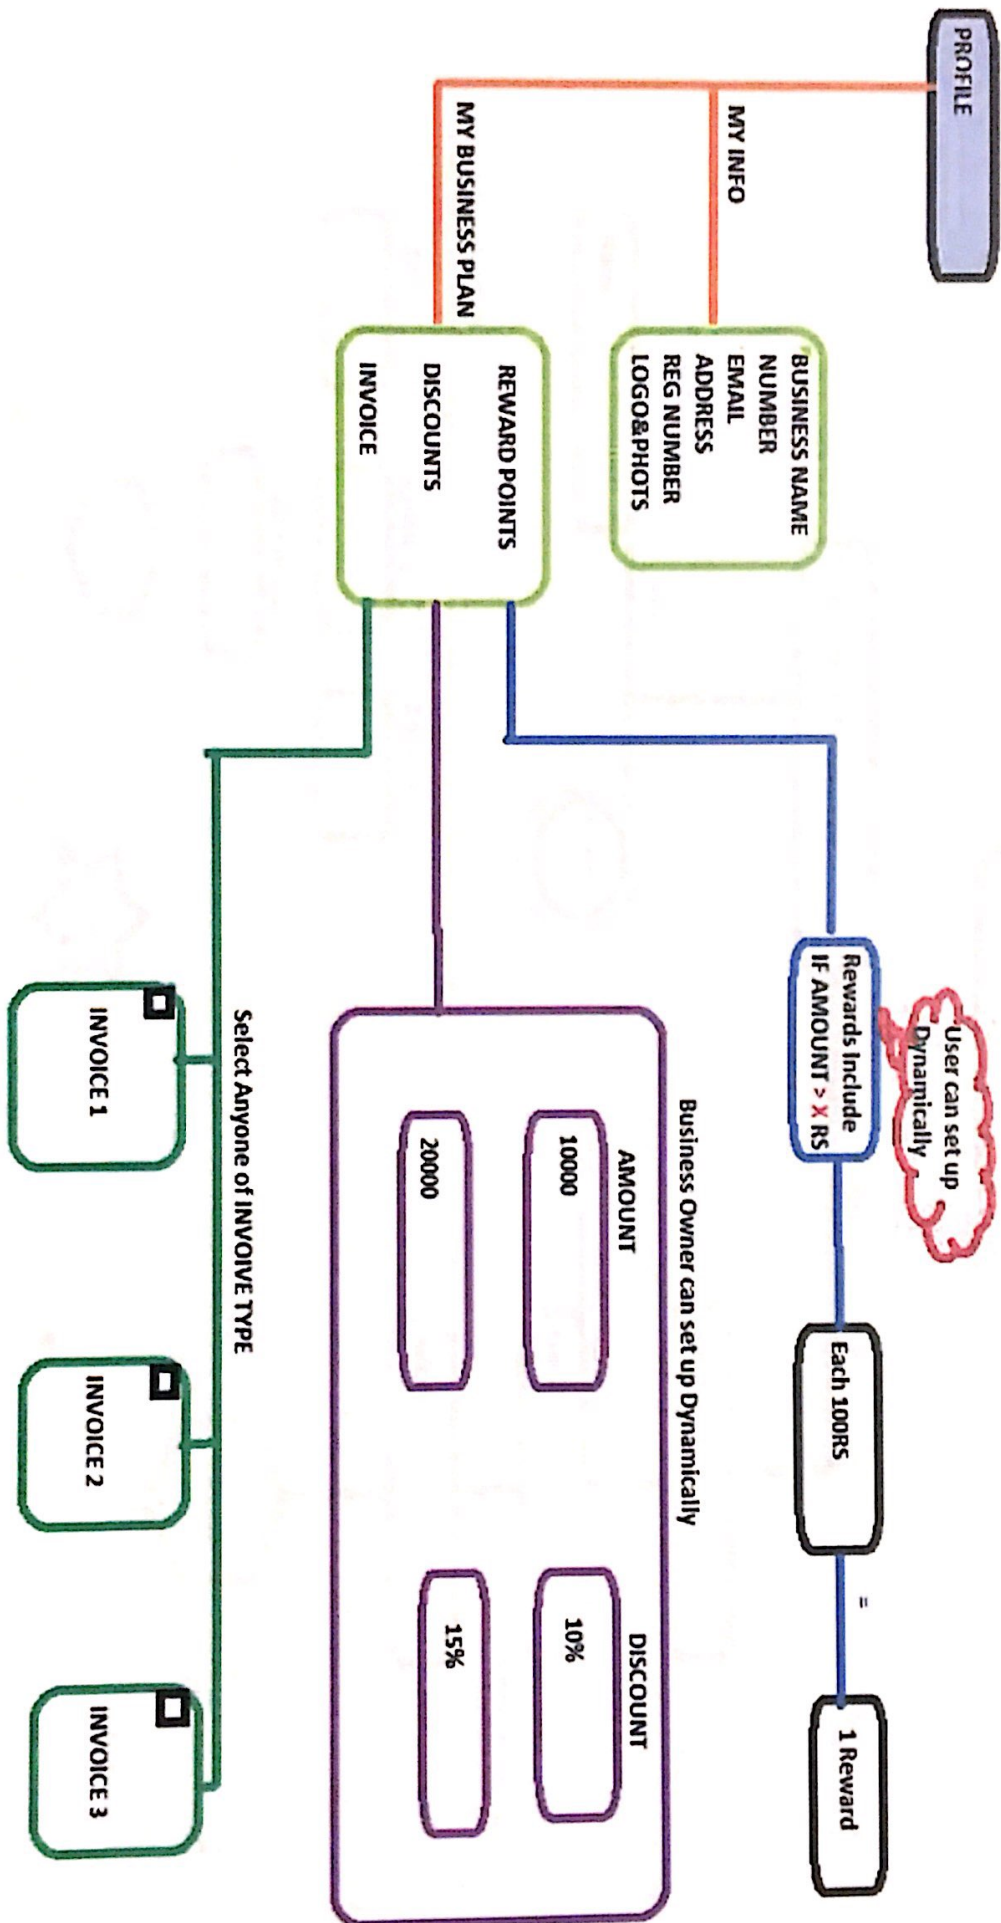 PROFILE
MY INFO
BUSINESS NAME
NUMBER
EMAIL
ADDRESS
REG NUMBER
LOGO&PHOTS
MY BUSINESS PLAN
REWARD POINTS
DISCOUNTS
INVOICE
User can set up
Dynamically
Rewards Include
IF AMOUNT > X RS
Each 100RS
=
1 Reward
Business Owner can set up Dynamically
AMOUNT
DISCOUNT
10000
10%
20000
15%
Select Anyone of INVOIVE TYPE
INVOICE 1
INVOICE 2
INVOICE 3